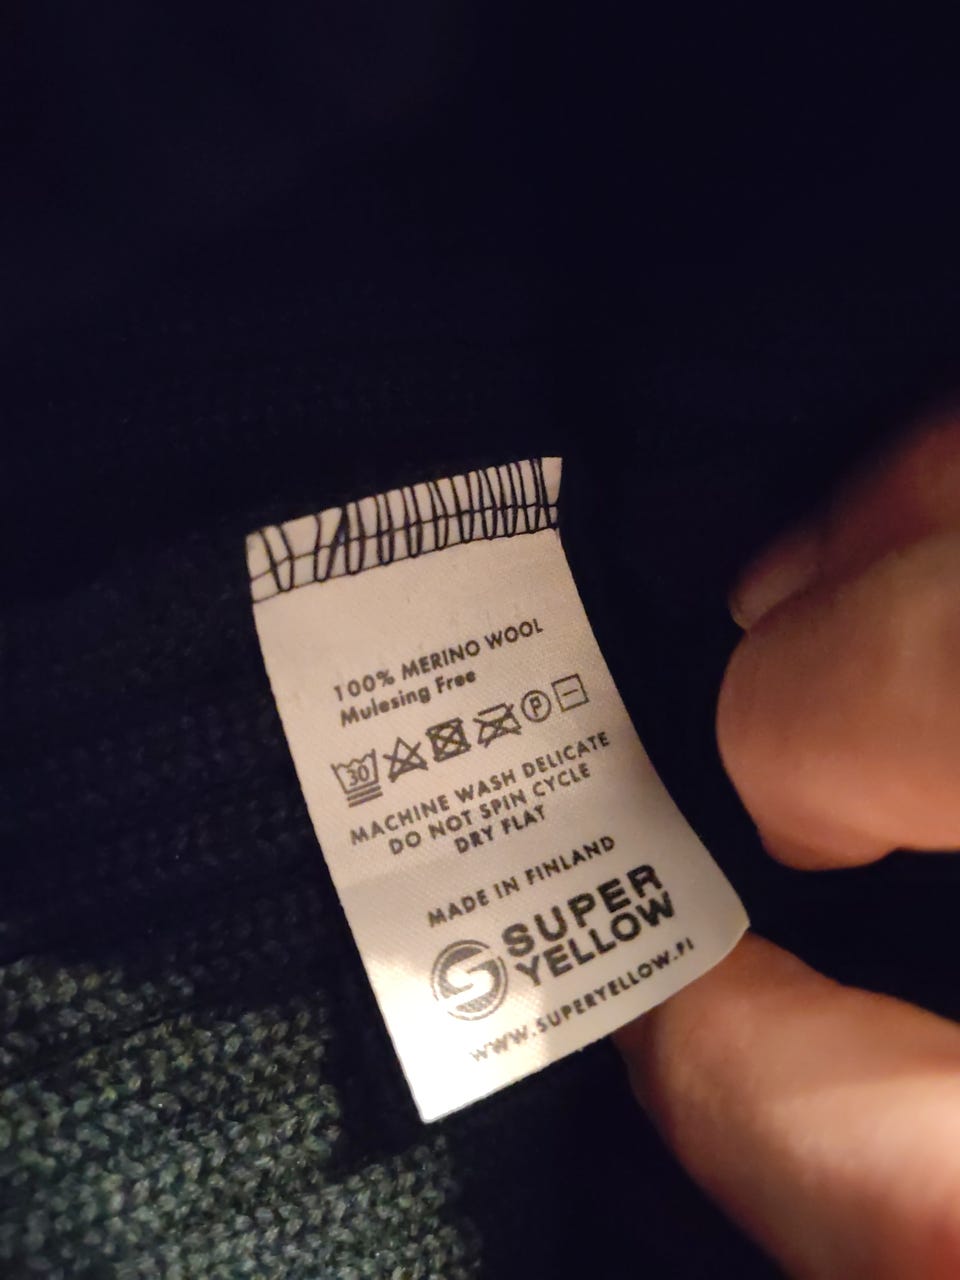 100% MERINO WOOL
Mulesing Free
30 P
MACHINE WASH DELICATE
DO NOT SPIN CYCLE
DRY FLAT
MADE IN FINLAND
SUPER
YELLOW
WWW.SUPERYELLOW.FI